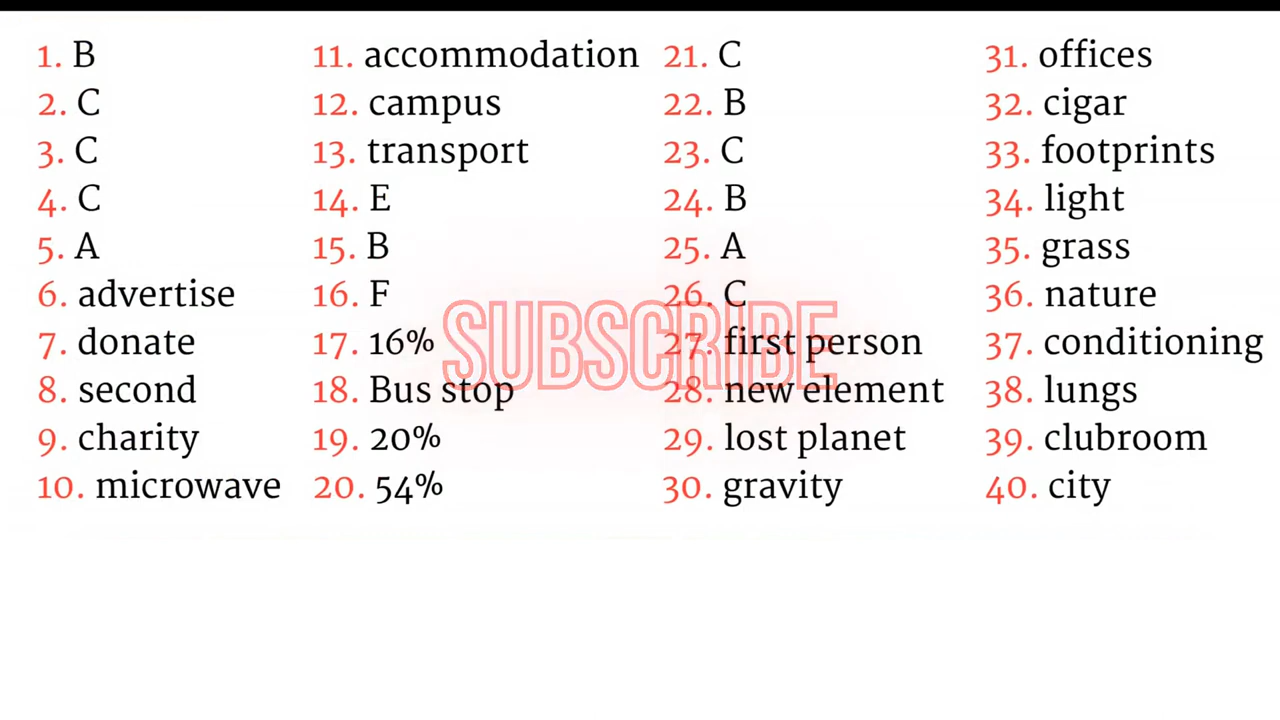 1. B
2. C
3. C
4. C
5. A
6. advertise
7. donate
8. second
9. charity
10. microwave
11. accommodation
12. campus
13. transport
14. E
15. B
16. F
17. 16%
18. Bus stop
19. 20%
20. 54%
21. C
22. B
23. C
24. B
25. A
26. C
27. first person
28. new element
29. lost planet
30. gravity
31. offices
32. cigar
33. footprints
34. light
35. grass
36. nature
37. conditioning
38. lungs
39. clubroom
40. city
SUBSCRIBE